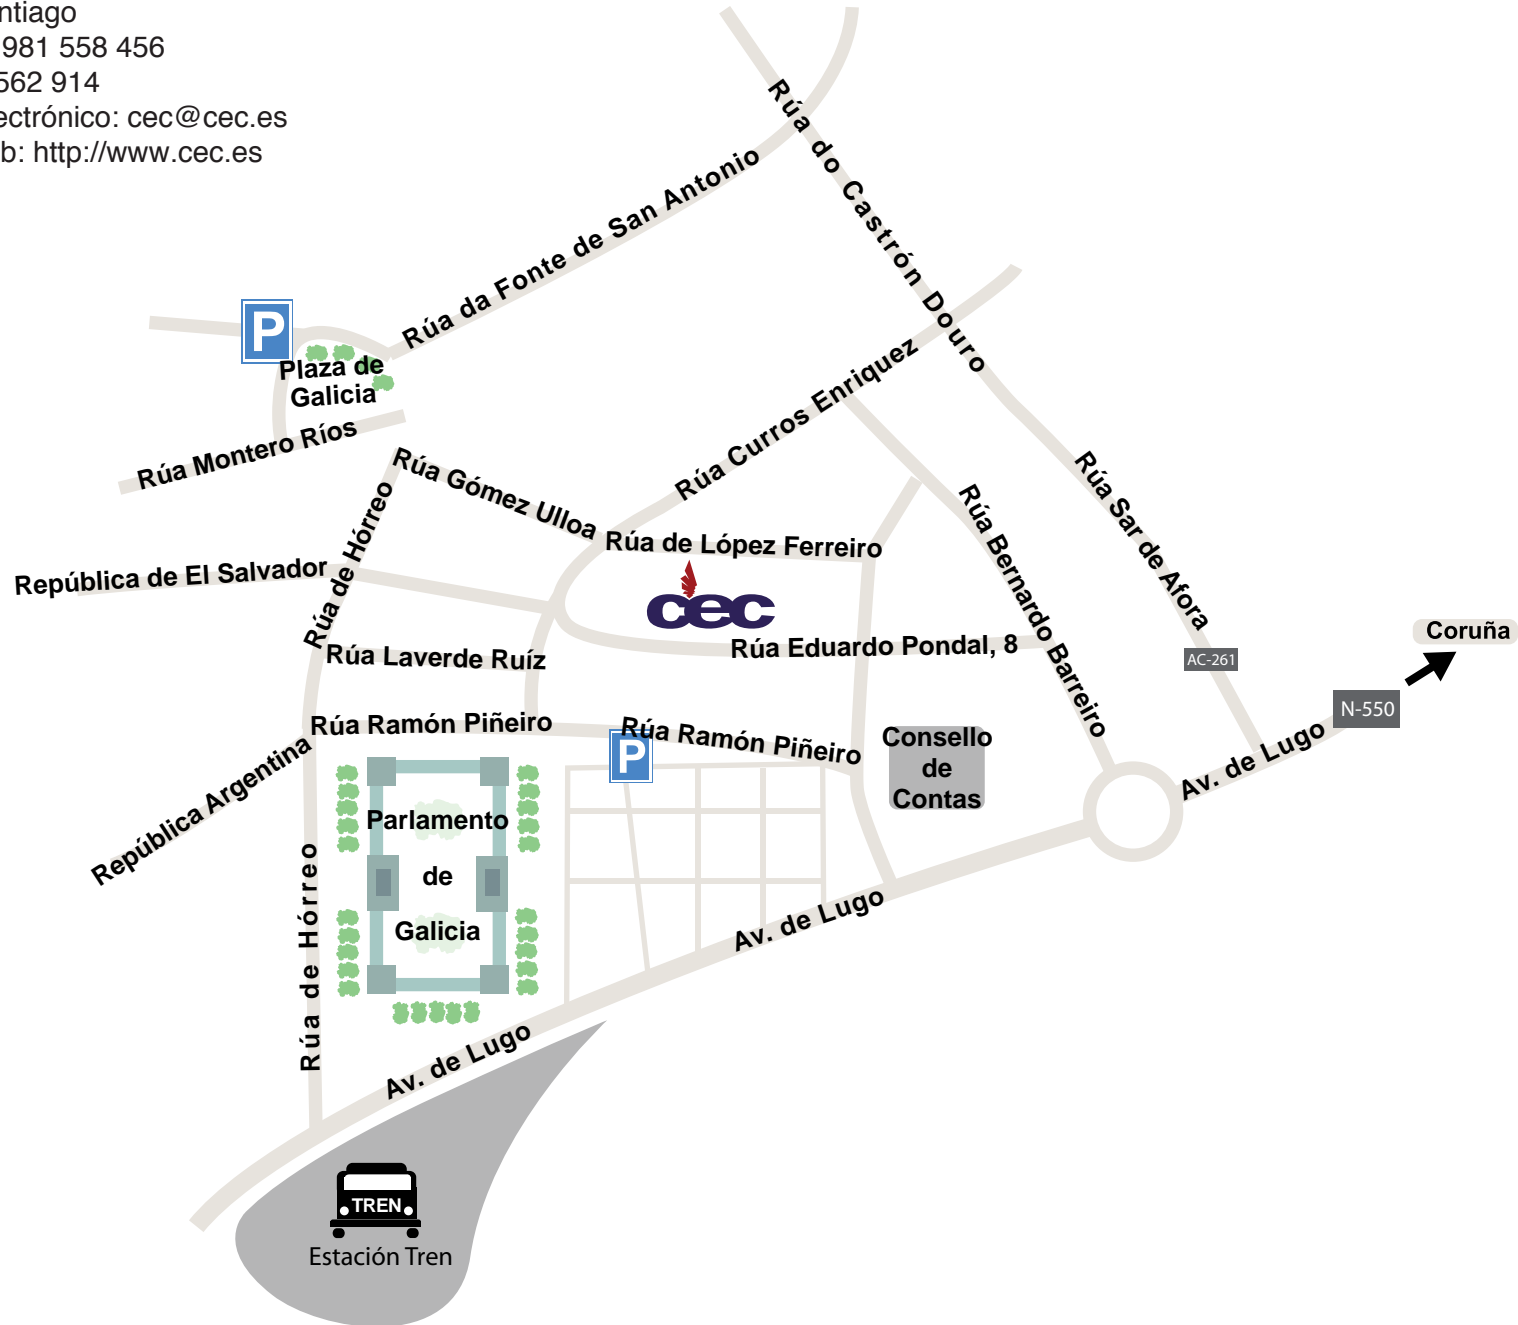 ntiago
981 558 456
562 914
ectrónico: cec@cec.es
b: http://www.cec.es
Rúa do Castrón Douro
Rúa da Fonte de San Antonio
P
Plaza de
Galicia
Rúa Montero Ríos
Rúa Curros Enriquez
Rúa Gómez Ulloa
Rúa de López Ferreiro
Rúa Sar de Afora
Rúa Bernardo Barreiro
República de El Salvador
Rúa de Hórreo
cec
Rúa Eduardo Pondal, 8
Rúa Laverde Ruíz
AC-261
Coruña
N-550
Rúa Ramón Piñeiro
Rúa Ramón Piñeiro
P
Consello
de
Contas
Av. de Lugo
República Argentina
Parlamento
de
Galicia
Rúa de Hórreo
Av. de Lugo
Av. de Lugo
TREN
Estación Tren